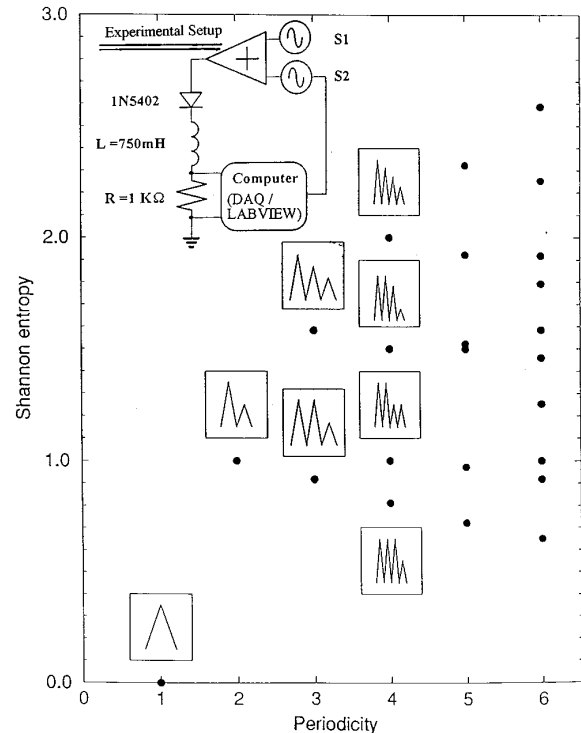 3.0
Experimental Setup
S1
S2
1N5402
L = 750mH
R = 1 KΩ
Computer
(DAQ /
LABVIEW)
2.0
Shannon entropy
1.0
0.0
0 1 2 3 4 5 6
Periodicity